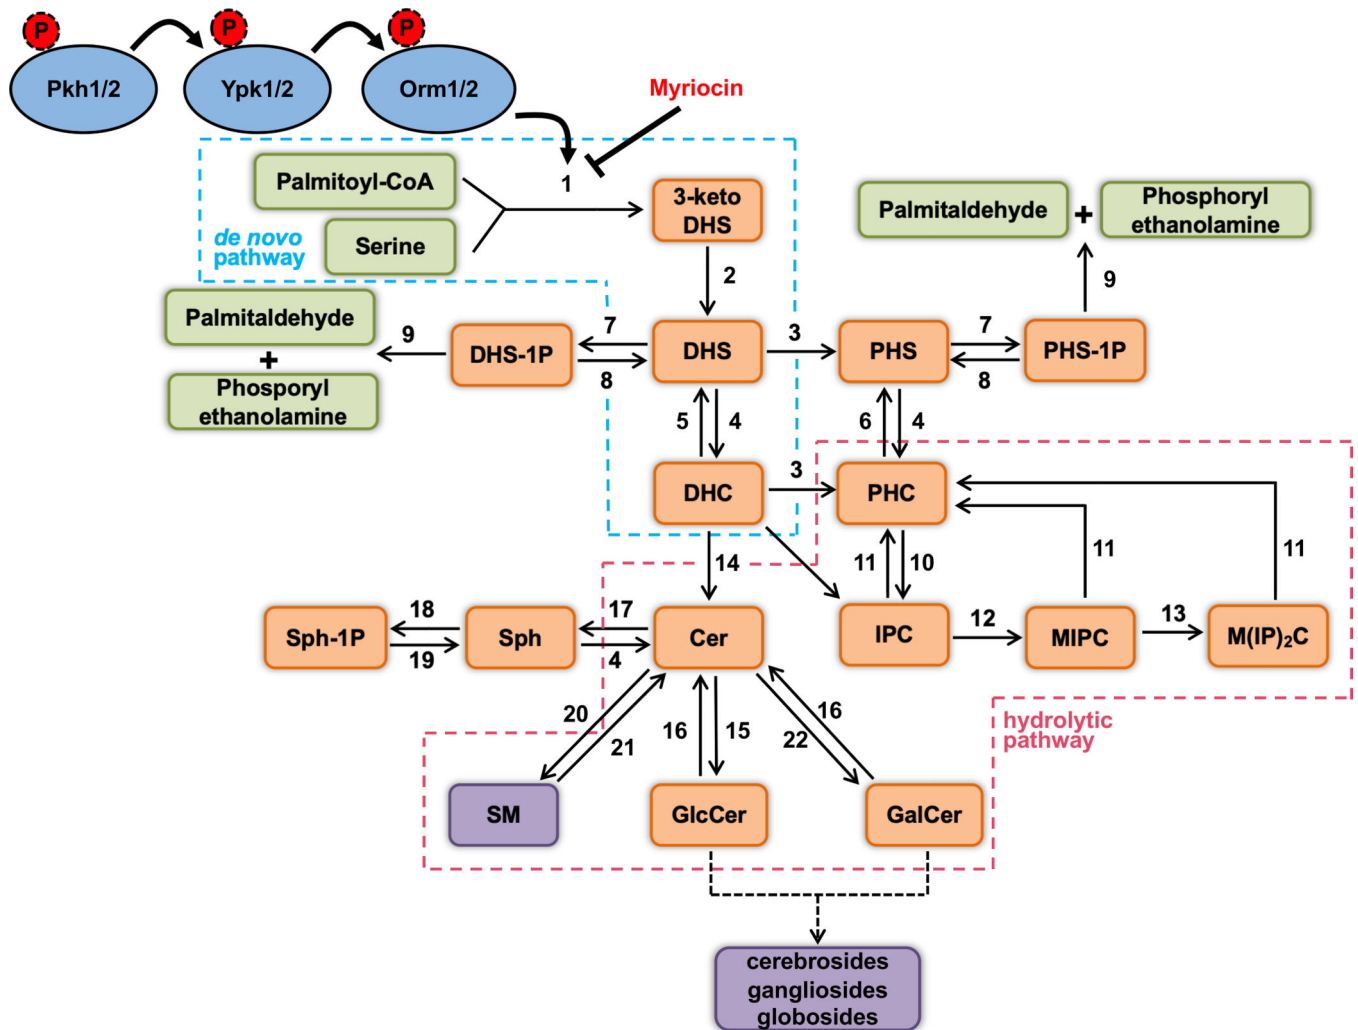 P
P
P
Pkh1/2
Ypk1/2
Orm1/2
Myriocin
Palmitoyl-CoA
1
3-keto
DHS
Serine
de novo
pathway
2
Palmitaldehyde
+
Phosphoryl
ethanolamine
9
Palmitaldehyde
+
Phosporyl
ethanolamine
9
DHS-1P
7
8
DHS
3
PHS
7
8
PHS-1P
5
4
6
4
DHC
3
PHC
14
11
10
11
11
Sph-1P
18
19
Sph
17
4
Cer
IPC
12
MIPC
13
M(IP)₂C
20
21
16
15
16
22
hydrolytic
pathway
SM
GlcCer
GalCer
cerebrosides
gangliosides
globosides